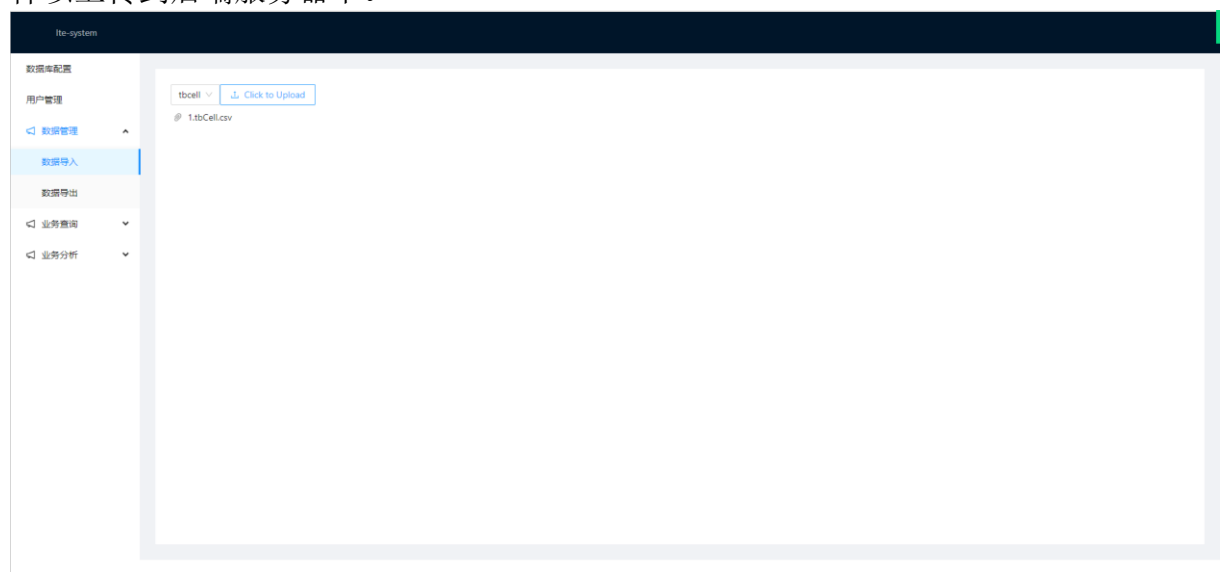 lte-system
数据库配置
用户管理
数据管理
数据导入
数据导出
业务查询
业务分析
tbcell
Click to Upload
1.tbCell.csv